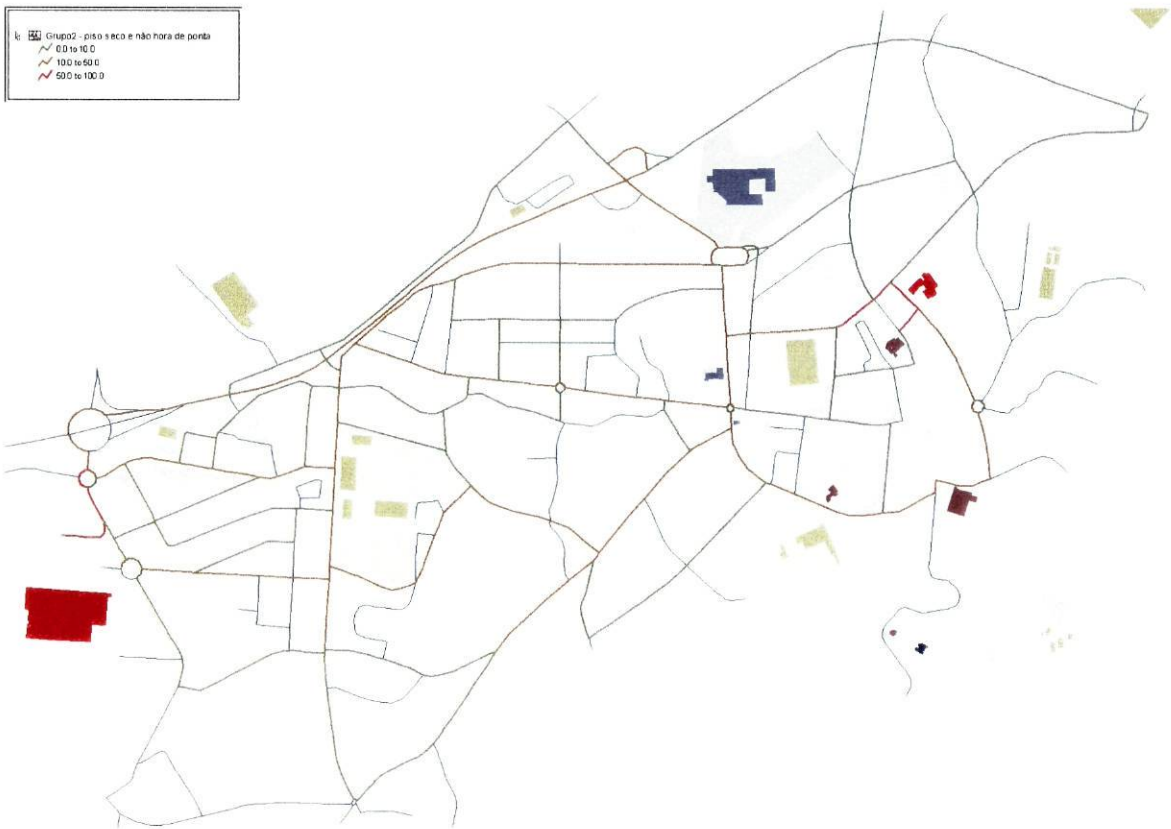 Grupo2 - piso seco e não hora de ponta
0.0 to 10.0
10.0 to 50.0
50.0 to 100.0